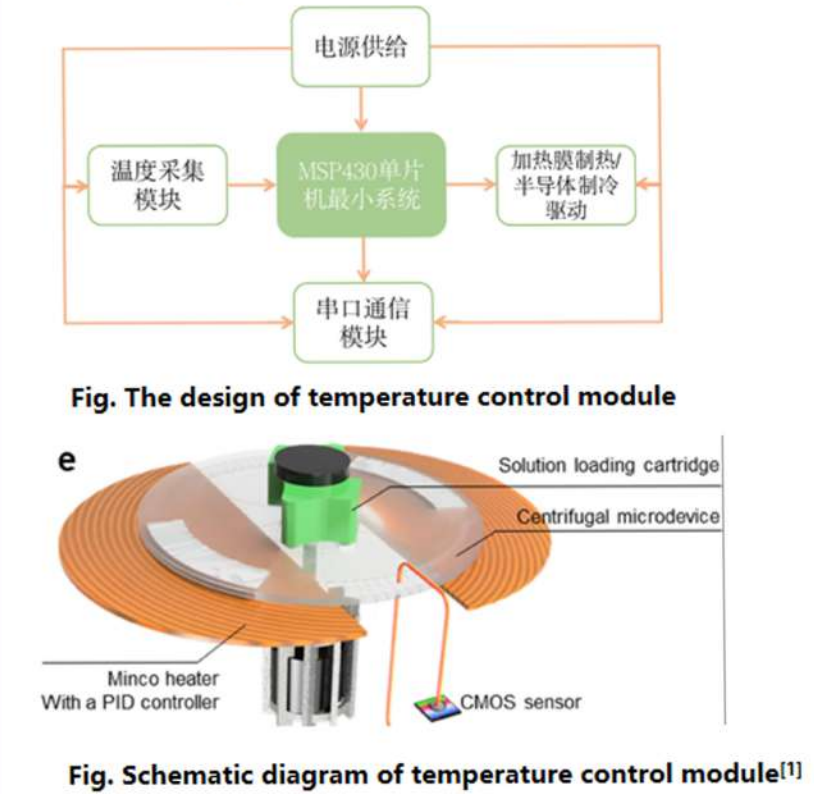 电源供给
温度采集
模块
MSP430单片
机最小系统
加热膜制热/
半导体制冷
驱动
串口通信
模块
Fig. The design of temperature control module
e
Solution loading cartridge
Centrifugal microdevice
Minco heater
With a PID controller
CMOS sensor
Fig. Schematic diagram of temperature control module[1]